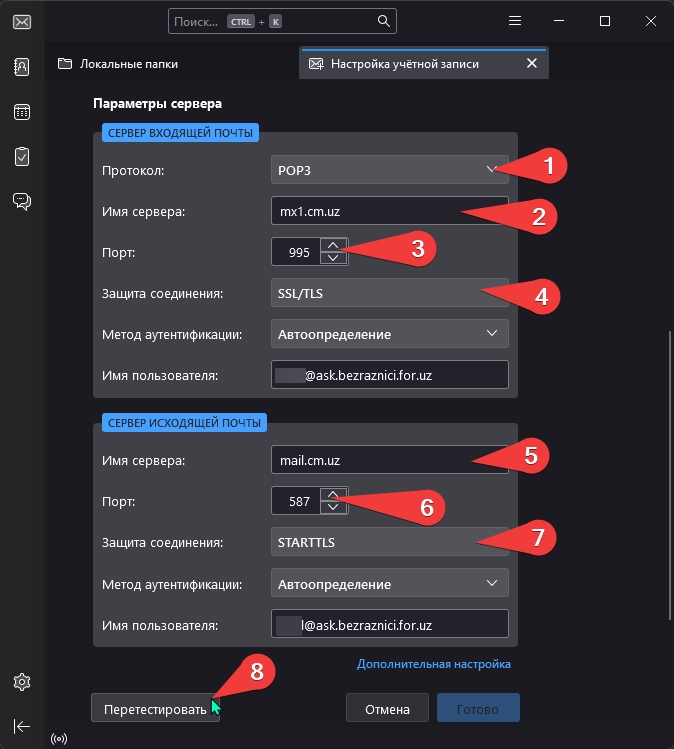 Поиск... CTRL + K
Локальные папки
Настройка учётной записи
Параметры сервера
СЕРВЕР ВХОДЯЩЕЙ ПОЧТЫ
Протокол: POP3 1
Имя сервера: mx1.cm.uz 2
Порт: 995 3
Защита соединения: SSL/TLS 4
Метод аутентификации: Автоопределение
Имя пользователя: @ask.bezraznici.for.uz
СЕРВЕР ИСХОДЯЩЕЙ ПОЧТЫ
Имя сервера: mail.cm.uz 5
Порт: 587 6
Защита соединения: STARTTLS 7
Метод аутентификации: Автоопределение
Имя пользователя: l@ask.bezraznici.for.uz
Дополнительная настройка
8
Перетестировать Отмена Готово